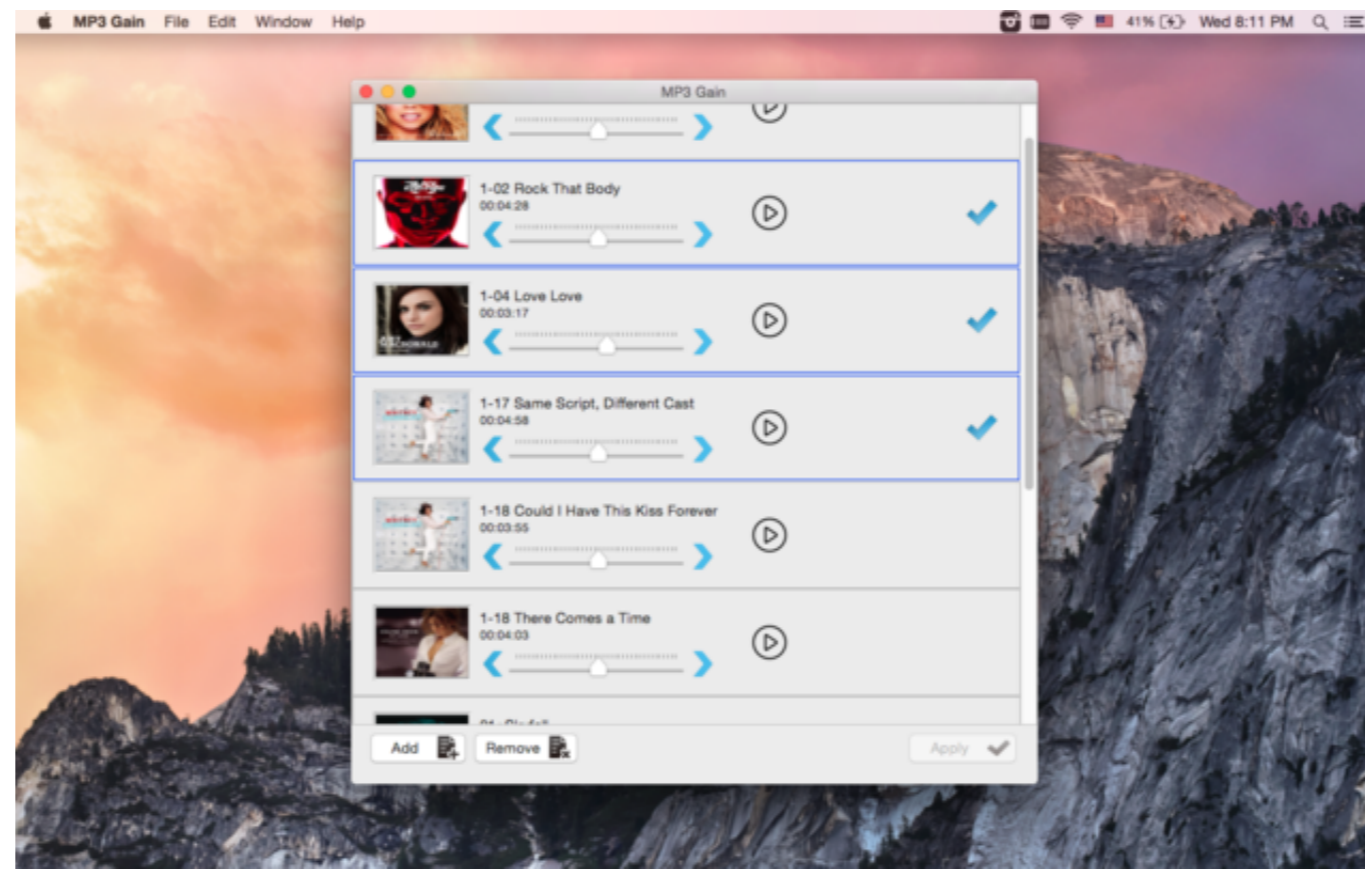 MP3 Gain File Edit Window Help 41% Wed 8:11 PM
MP3 Gain
1-02 Rock That Body
00:04:28
1-04 Love Love
00:03:17
1-17 Same Script, Different Cast
00:04:58
1-18 Could I Have This Kiss Forever
00:03:55
1-18 There Comes a Time
00:04:03
Add Remove Apply